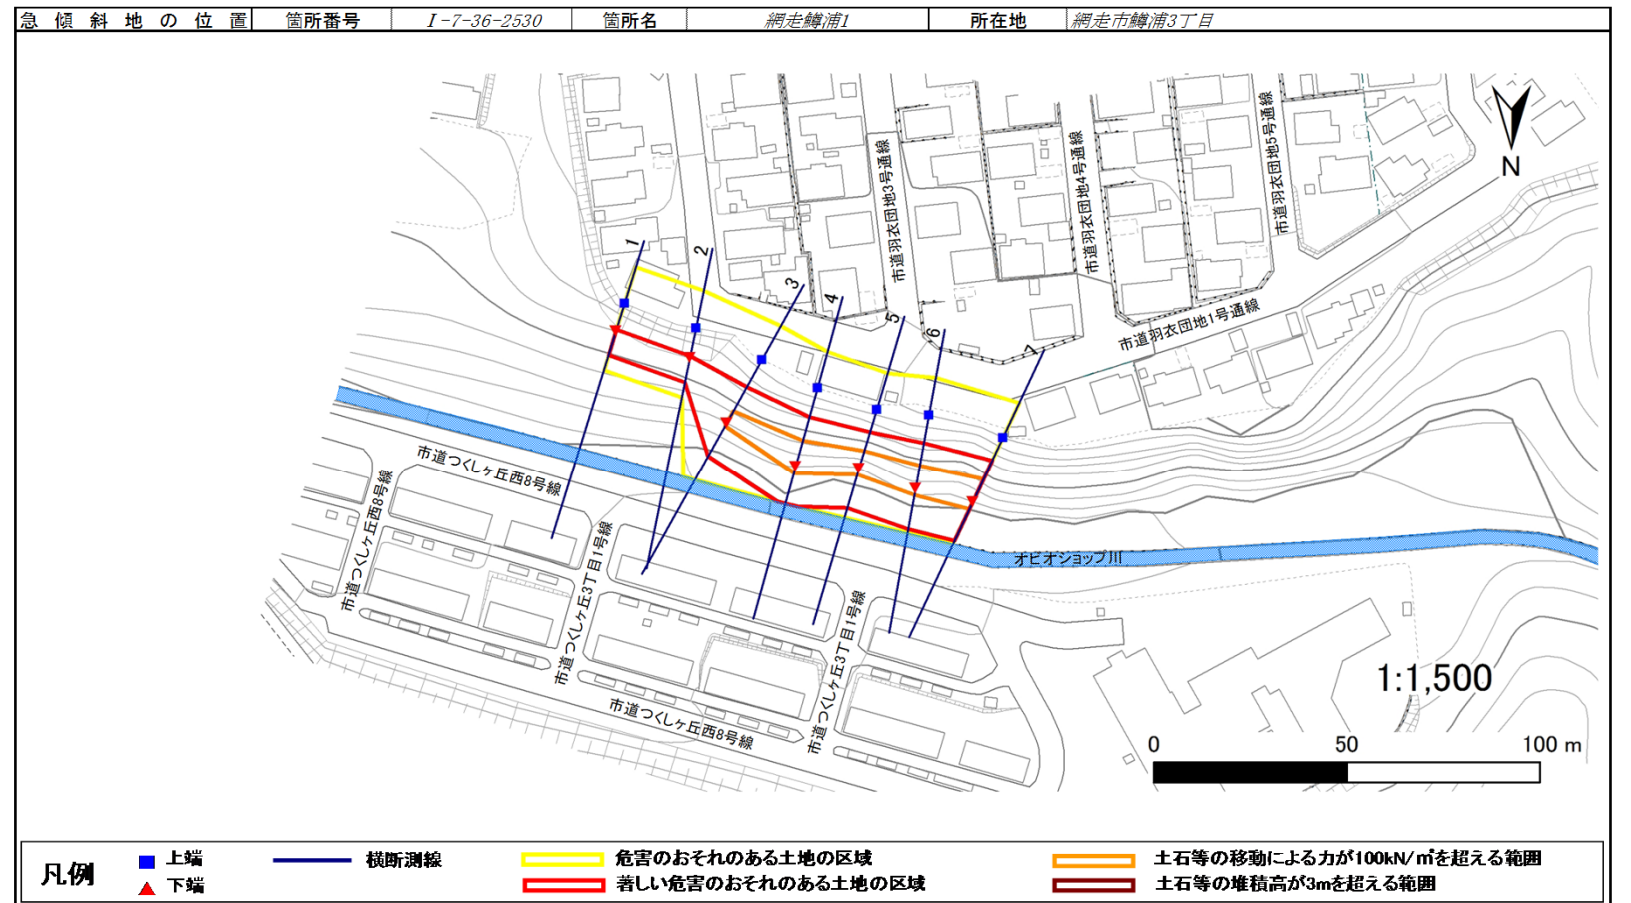 急傾斜地の位置 箇所番号 I-7-36-2530 箇所名 網走鱒浦1 所在地 網走市鱒浦3丁目
N
市道羽衣団地3号通線
市道羽衣団地4号通線
市道羽衣団地5号通線
市道羽衣団地1号通線
1
2
3
4
5
6
7
市道つくしヶ丘西8号線
市道つくしヶ丘西8号線
市道つくしヶ丘3丁目1号線
市道つくしヶ丘3丁目1号線
市道つくしヶ丘西8号線
オビオショップ川
1:1,500
0 50 100 m
凡例
上端
下端
横断測線
危害のおそれのある土地の区域
著しい危害のおそれのある土地の区域
土石等の移動による力が100kN/㎡を超える範囲
土石等の堆積高が3mを超える範囲